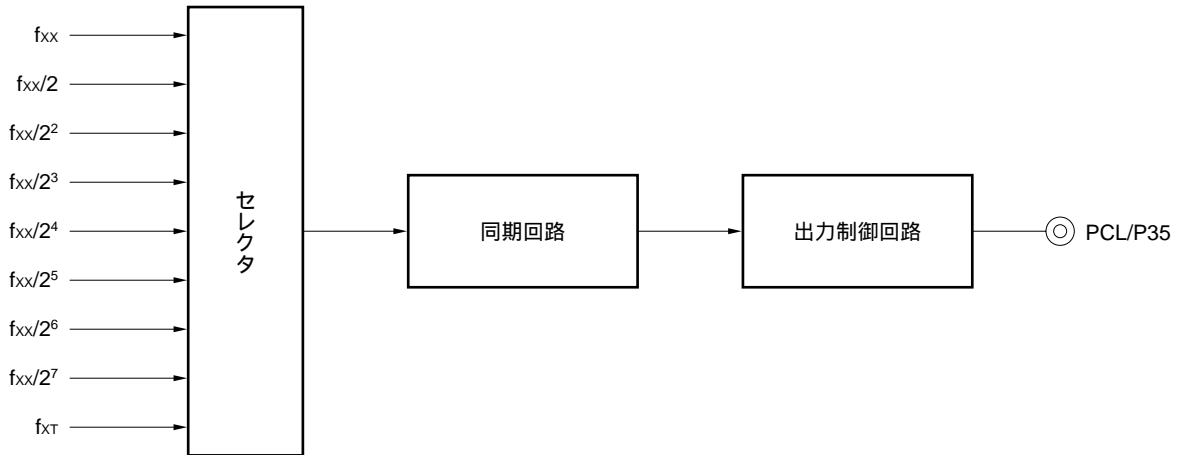 fXX
fXX/2
fXX/2²
fXX/2³
fXX/2⁴
fXX/2⁵
fXX/2⁶
fXX/2⁷
fXT
セレクタ
同期回路
出力制御回路
PCL/P35